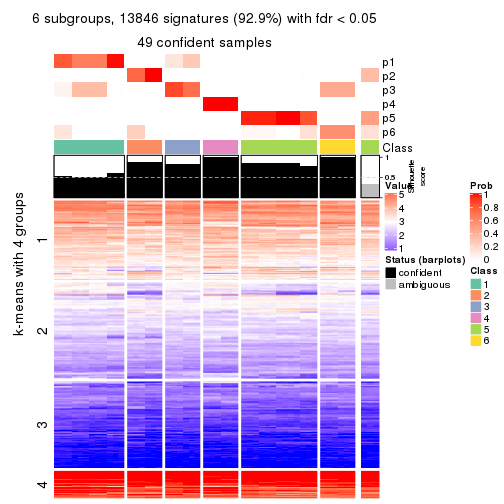 6 subgroups, 13846 signatures (92.9%) with fdr < 0.05
49 confident samples
p1
p2
p3
p4
p5
p6
Class
1
0.5
0
Silhouette
score
k-means with 4 groups
1
2
3
4
Value
5
4
3
2
1
Status (barplots)
confident
ambiguous
Prob
1
0.8
0.6
0.4
0.2
0
Class
1
2
3
4
5
6